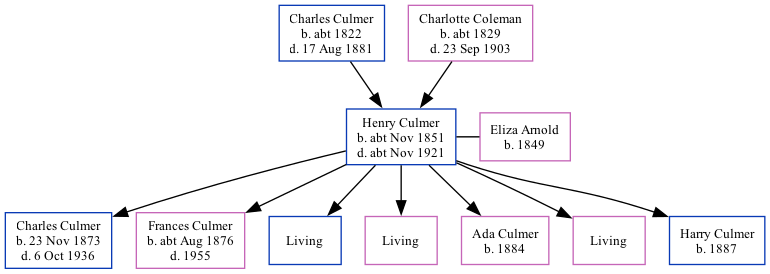 Charles Culmer
b. abt 1822
d. 17 Aug 1881
Charlotte Coleman
b. abt 1829
d. 23 Sep 1903
Henry Culmer
b. abt Nov 1851
d. abt Nov 1921
Eliza Arnold
b. 1849
Charles Culmer
b. 23 Nov 1873
d. 6 Oct 1936
Frances Culmer
b. abt Aug 1876
d. 1955
Living
Living
Ada Culmer
b. 1884
Living
Harry Culmer
b. 1887